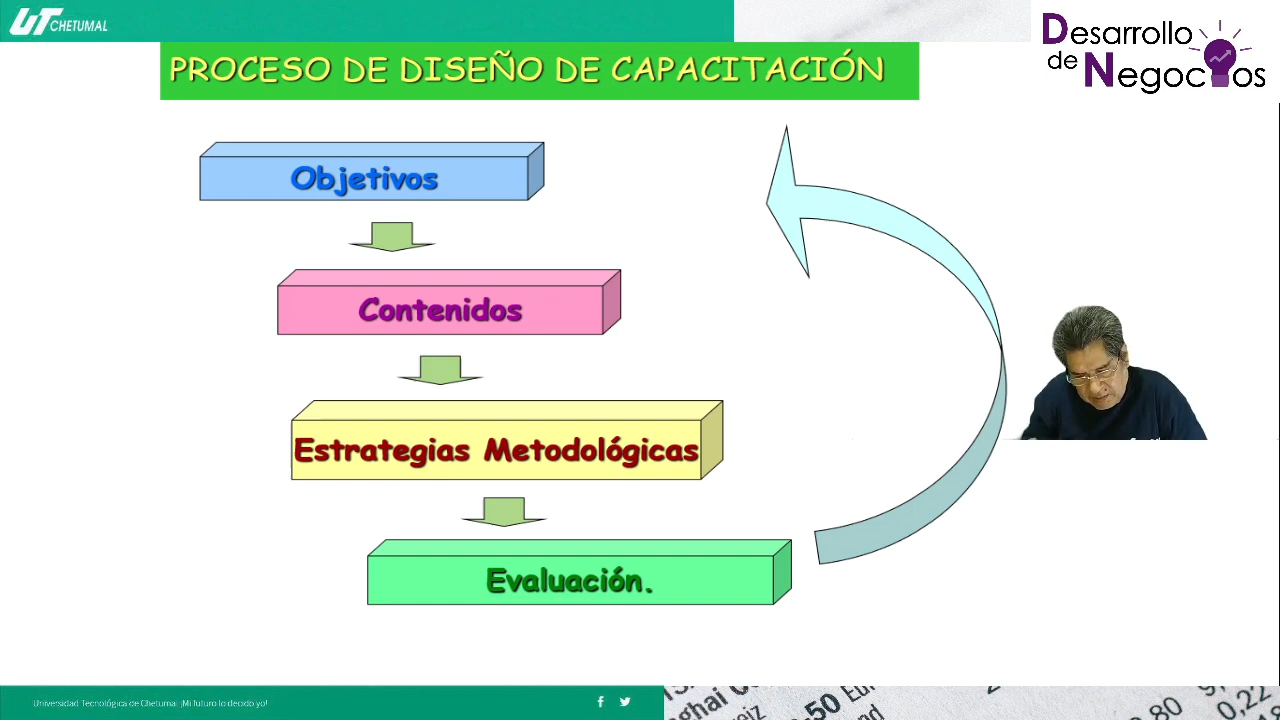 UT CHETUMAL
Desarrollo
de Negocios
PROCESO DE DISEÑO DE CAPACITACIÓN
Objetivos
Contenidos
Estrategias Metodológicas
Evaluación.
Universidad Tecnológica de Chetumal ¡Mi futuro lo decido yo!